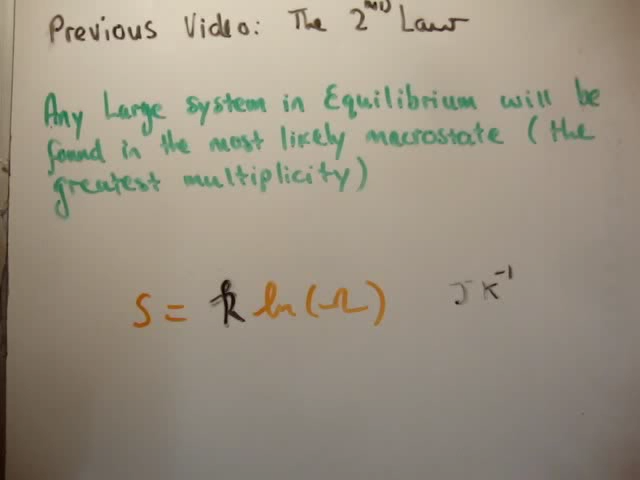 Previous Video: The 2nd Law
Any Large system in Equilibrium will be
found in the most likely macrostate (the
greatest multiplicity)
S = k ln(Ω) J K⁻¹